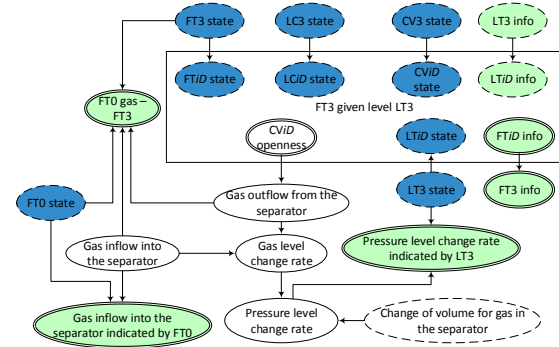 FT3 state
LC3 state
CV3 state
LT3 info
FTiD state
LCiD state
CViD
state
LTiD info
FT3 given level LT3
FT0 gas –
FT3
CViD
openness
LTiD state
FTiD info
FT0 state
Gas outflow from the
separator
LT3 state
FT3 info
Gas inflow into
the separator
Gas level
change rate
Pressure level change rate
indicated by LT3
Gas inflow into the
separator indicated by FT0
Pressure level
change rate
Change of volume for gas in
the separator